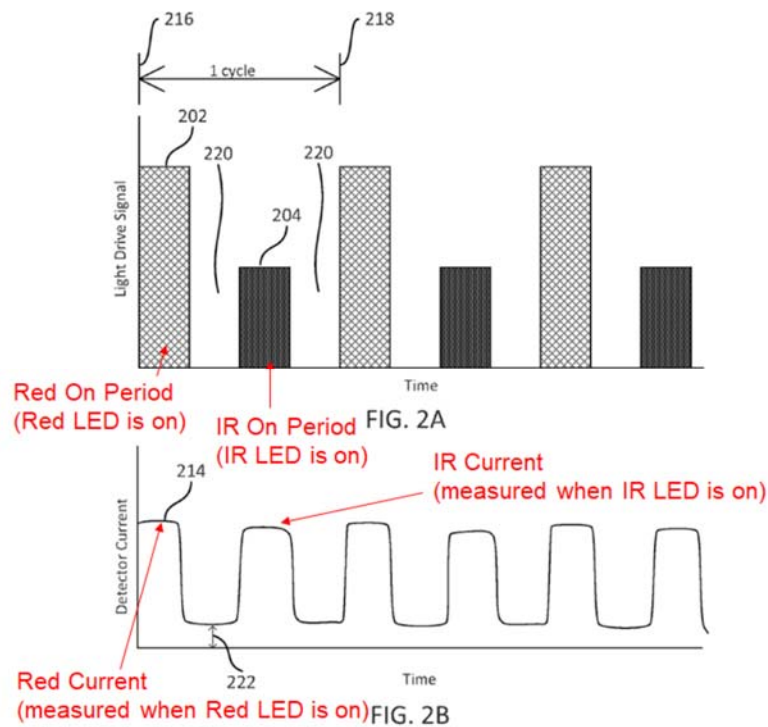 216
218
1 cycle
202
220
220
204
Light Drive Signal
Time
Red On Period
(Red LED is on)
IR On Period
(IR LED is on)
FIG. 2A
214
IR Current
(measured when IR LED is on)
Detector Current
222
Time
Red Current
(measured when Red LED is on)
FIG. 2B